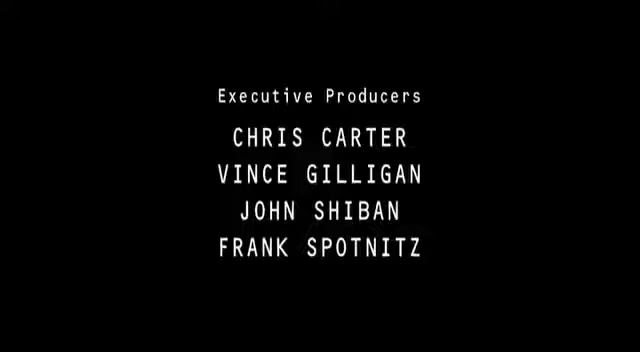 Executive Producers
CHRIS CARTER
VINCE GILLIGAN
JOHN SHIBAN
FRANK SPOTNITZ